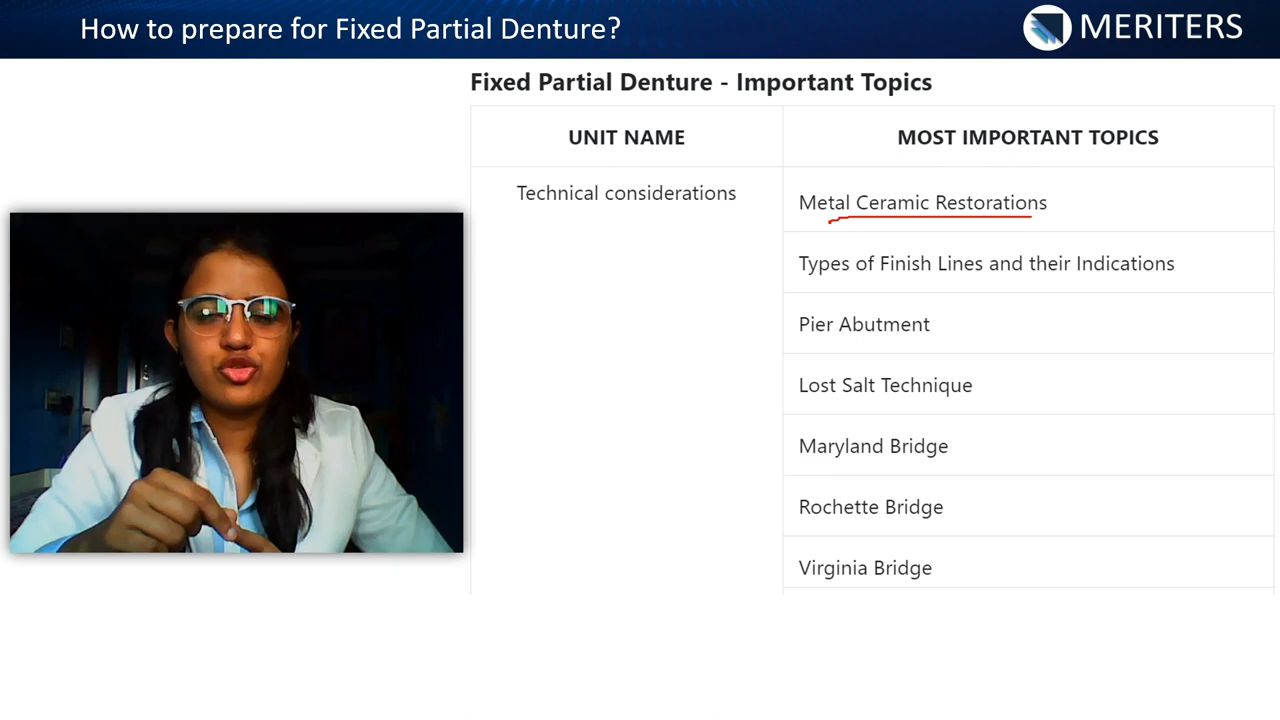 How to prepare for Fixed Partial Denture?
MERITERS
Fixed Partial Denture - Important Topics
UNIT NAME
MOST IMPORTANT TOPICS
Technical considerations
Metal Ceramic Restorations
Types of Finish Lines and their Indications
Pier Abutment
Lost Salt Technique
Maryland Bridge
Rochette Bridge
Virginia Bridge